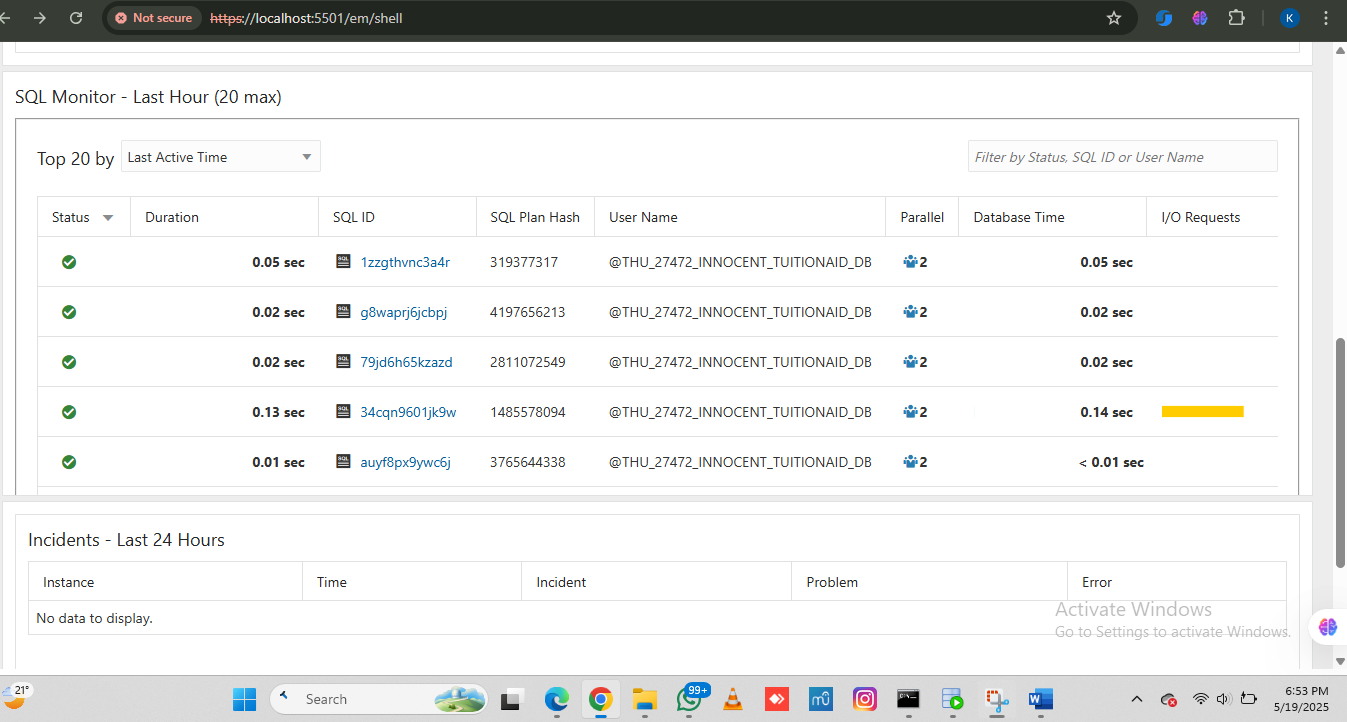 Not secure https://localhost:5501/em/shell K
SQL Monitor - Last Hour (20 max)
Top 20 by Last Active Time Filter by Status, SQL ID or User Name
Status Duration SQL ID SQL Plan Hash User Name Parallel Database Time I/O Requests
0.05 sec SQL 1zzgthvnc3a4r 319377317 @THU_27472_INNOCENT_TUITIONAID_DB 2 0.05 sec
0.02 sec SQL g8waprj6jcbpj 4197656213 @THU_27472_INNOCENT_TUITIONAID_DB 2 0.02 sec
0.02 sec SQL 79jd6h65kzazd 2811072549 @THU_27472_INNOCENT_TUITIONAID_DB 2 0.02 sec
0.13 sec SQL 34cqn9601jk9w 1485578094 @THU_27472_INNOCENT_TUITIONAID_DB 2 0.14 sec
0.01 sec SQL auyf8px9ywc6j 3765644338 @THU_27472_INNOCENT_TUITIONAID_DB 2 < 0.01 sec
Incidents - Last 24 Hours
Instance Time Incident Problem Error
No data to display.
Activate Windows
Go to Settings to activate Windows.
21°
Search
99+
6:53 PM
5/19/2025